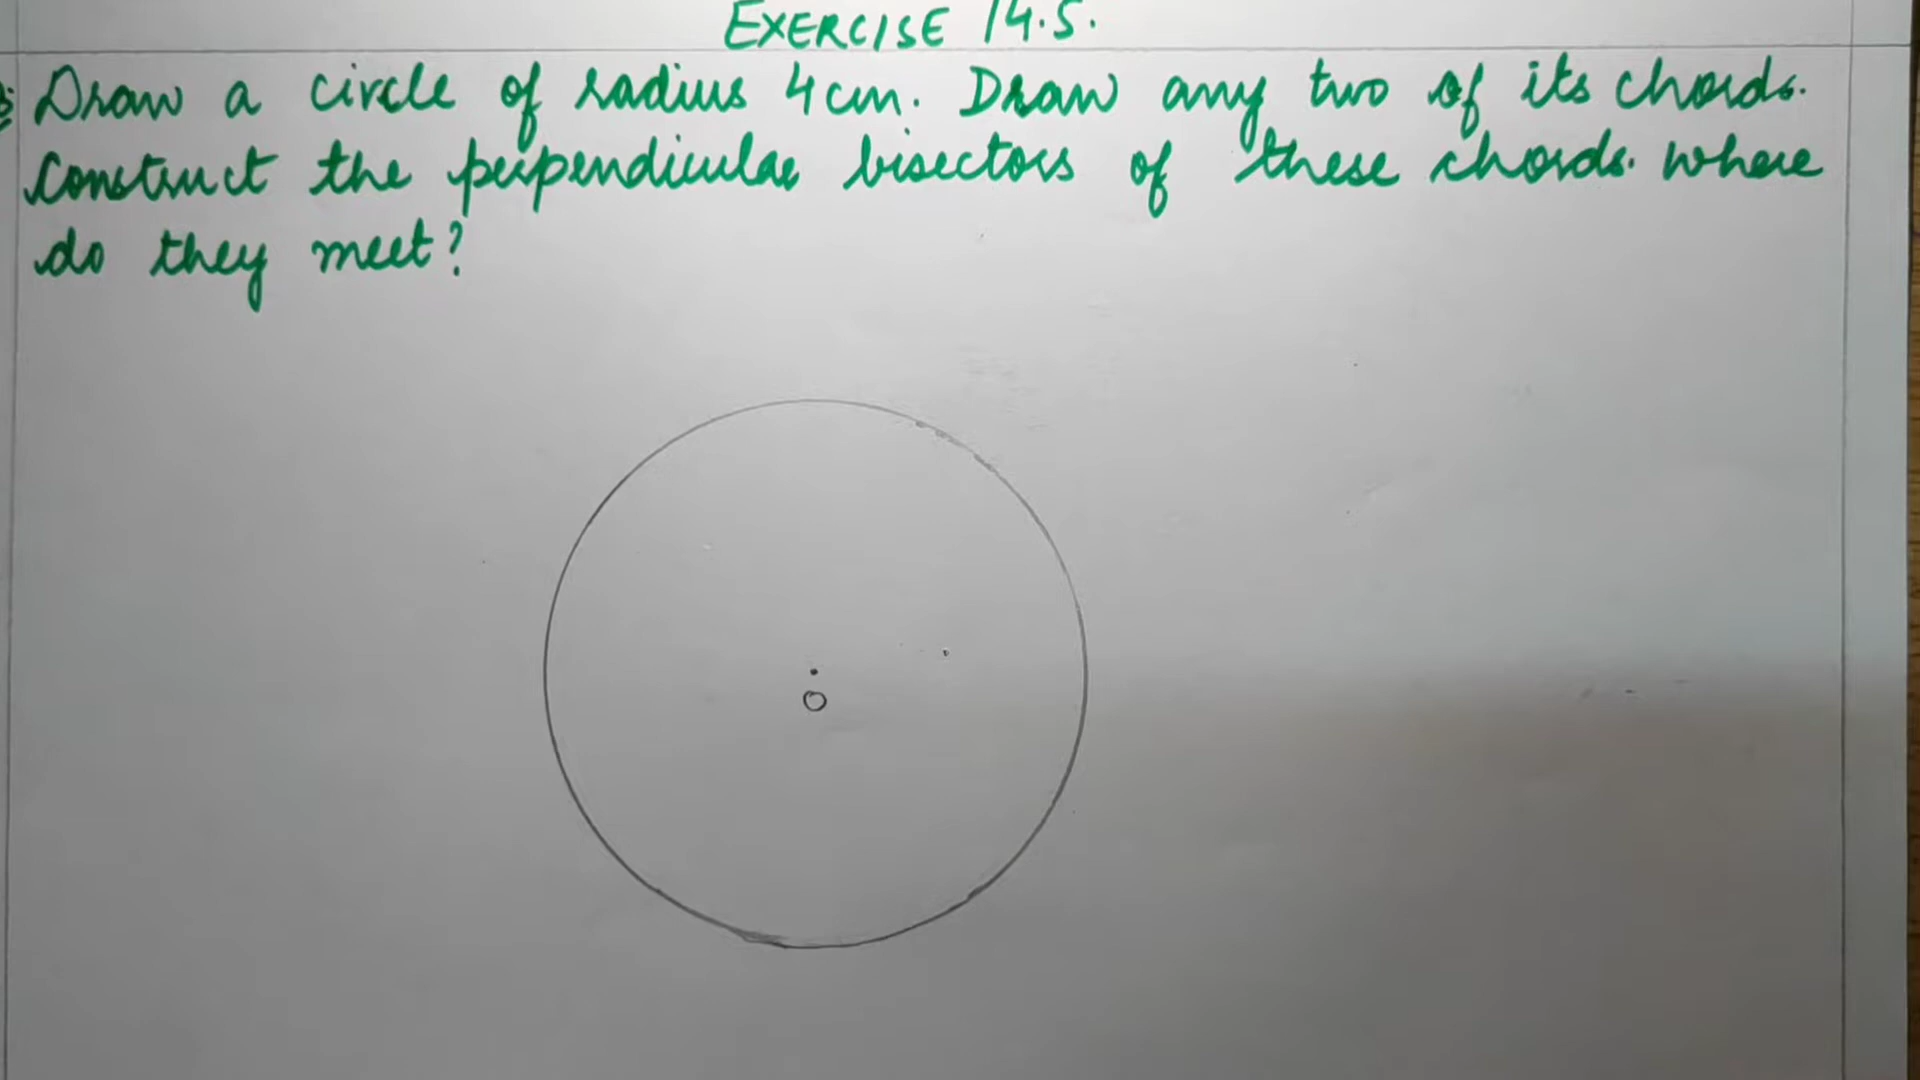 EXERCISE 14.5.
Draw a circle of radius 4cm. Draw any two of its chords.
Construct the perpendicular bisectors of these chords. where
do they meet?
O